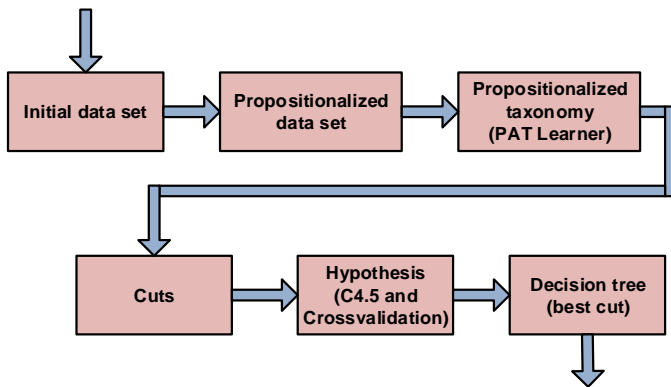 Initial data set
Propositionalized
data set
Propositionalized
taxonomy
(PAT Learner)
Cuts
Hypothesis
(C4.5 and
Crossvalidation)
Decision tree
(best cut)